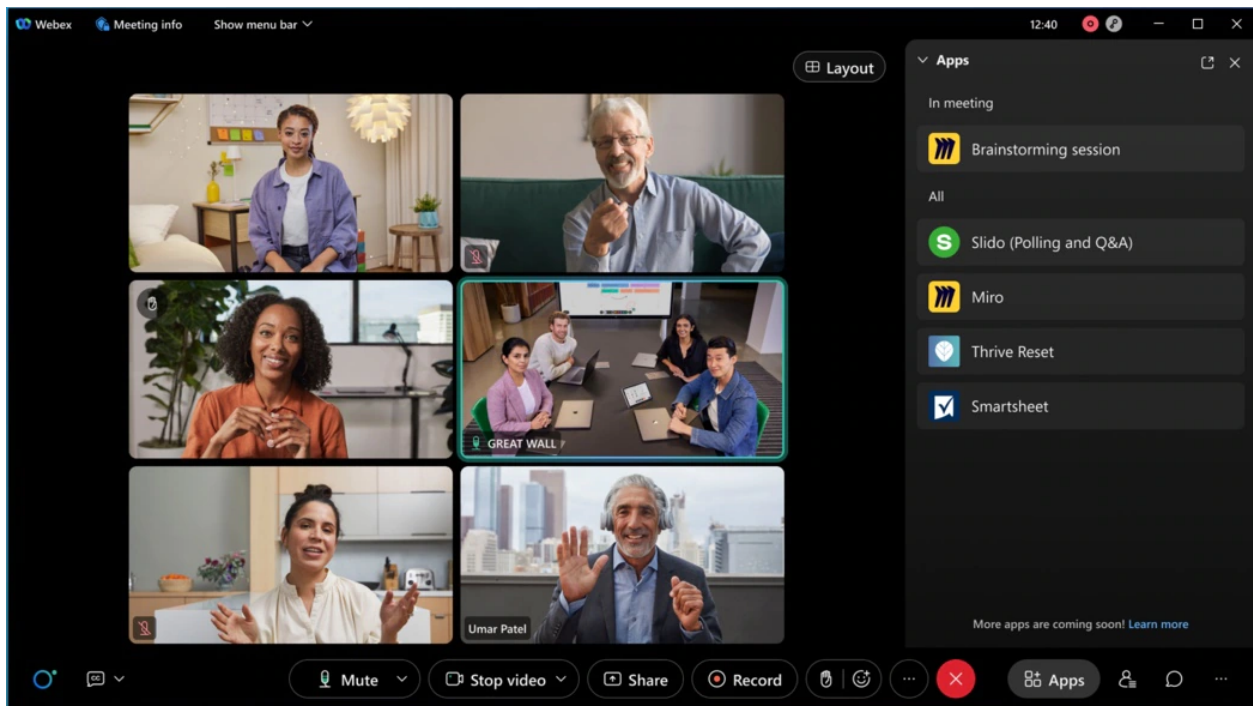 Webex
Meeting info
Show menu bar
12:40
Layout
Apps
In meeting
Brainstorming session
All
Slido (Polling and Q&A)
Miro
Thrive Reset
Smartsheet
GREAT WALL
Umar Patel
More apps are coming soon! Learn more
CC
Mute
Stop video
Share
Record
Apps